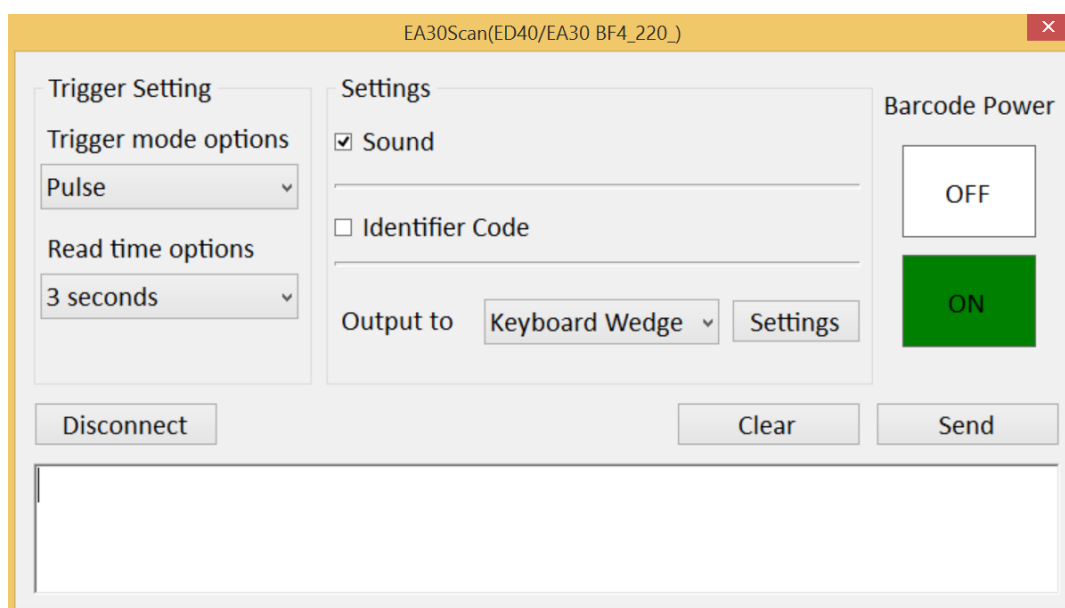 EA30Scan(ED40/EA30 BF4_220_)
Trigger Setting
Trigger mode options
Pulse
Read time options
3 seconds
Settings
Sound
Identifier Code
Output to Keyboard Wedge Settings
Barcode Power
OFF
ON
Disconnect Clear Send